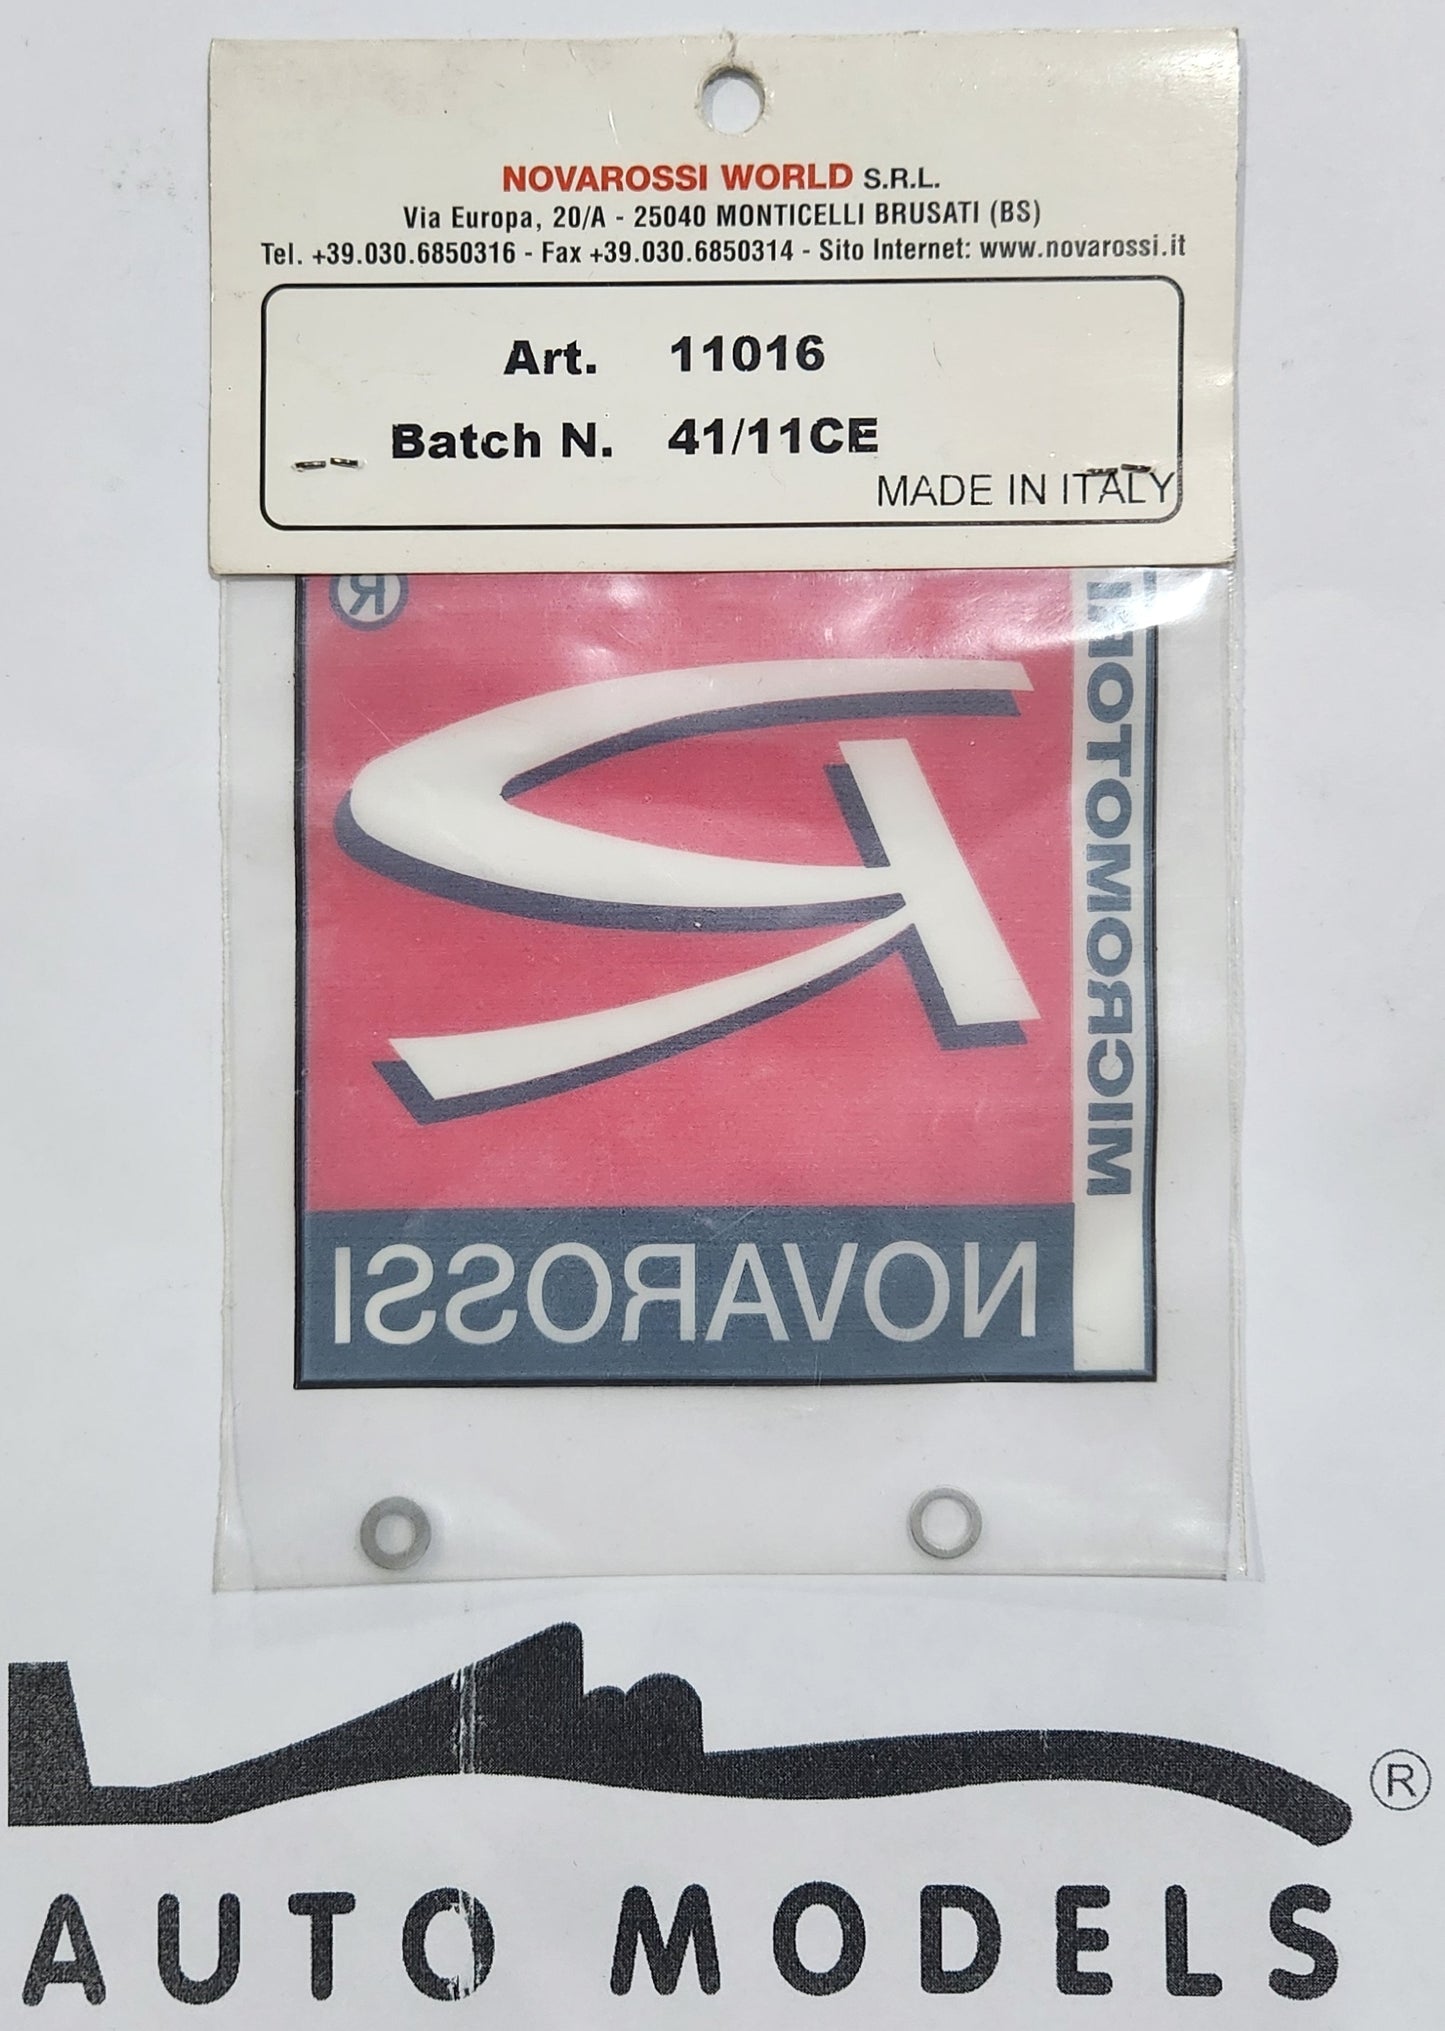 NOVAROSSI WORLD S.R.L.
Via Europa, 20/A - 25040 MONTICELLI BRUSATI (BS)
Tel. +39.030.6850316 - Fax +39.030.6850314 - Sito Internet: www.novarossi.it
Art. 11016
Batch N. 41/11CE
MADE IN ITALY
®
R
NOVAROSSI
®
AUTO MODELS